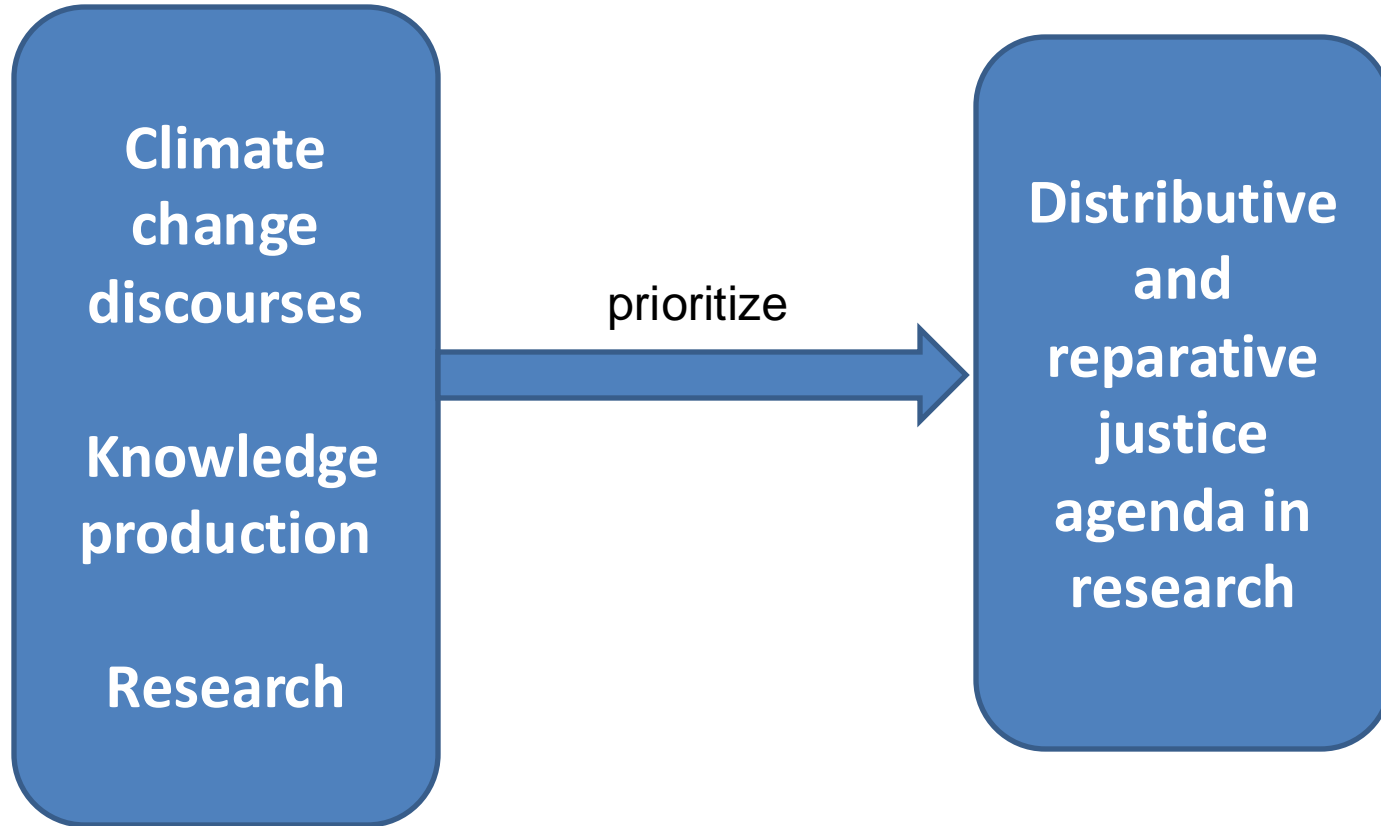 Climate
change
discourses
Knowledge
production
Research
prioritize
Distributive
and
reparative
justice
agenda in
research